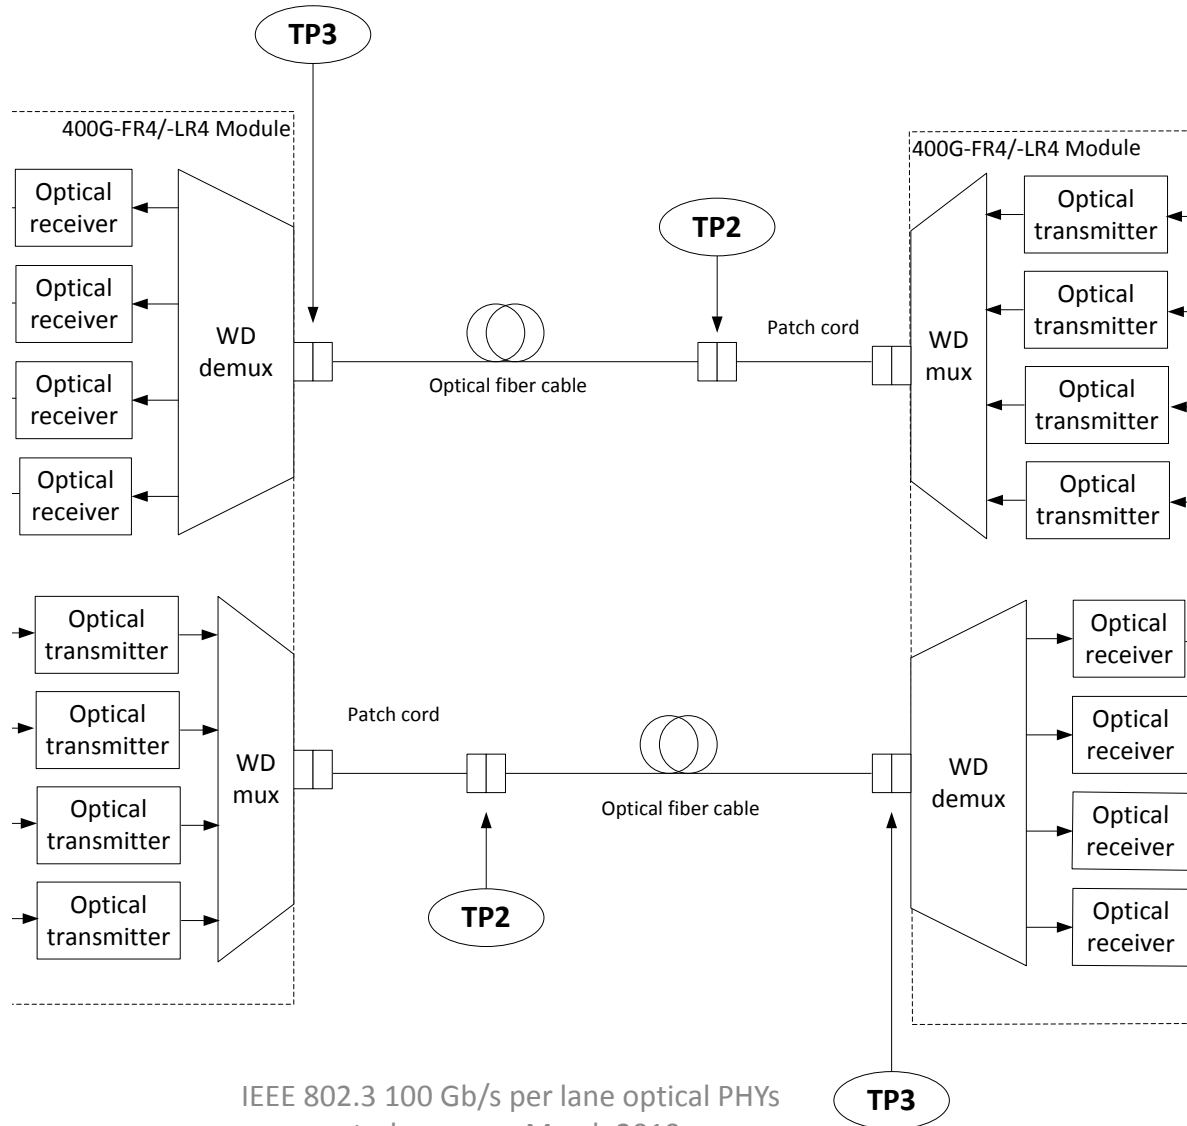 TP3
400G-FR4/-LR4 Module
400G-FR4/-LR4 Module
Optical
receiver
Optical
receiver
Optical
receiver
Optical
receiver
WD
demux
TP2
Optical fiber cable
Patch cord
WD
mux
Optical
transmitter
Optical
transmitter
Optical
transmitter
Optical
transmitter
Optical
transmitter
Optical
transmitter
Optical
transmitter
Optical
transmitter
WD
mux
Patch cord
TP2
Optical fiber cable
WD
demux
Optical
receiver
Optical
receiver
Optical
receiver
Optical
receiver
TP3
IEEE 802.3 100 Gb/s per lane optical PHYs